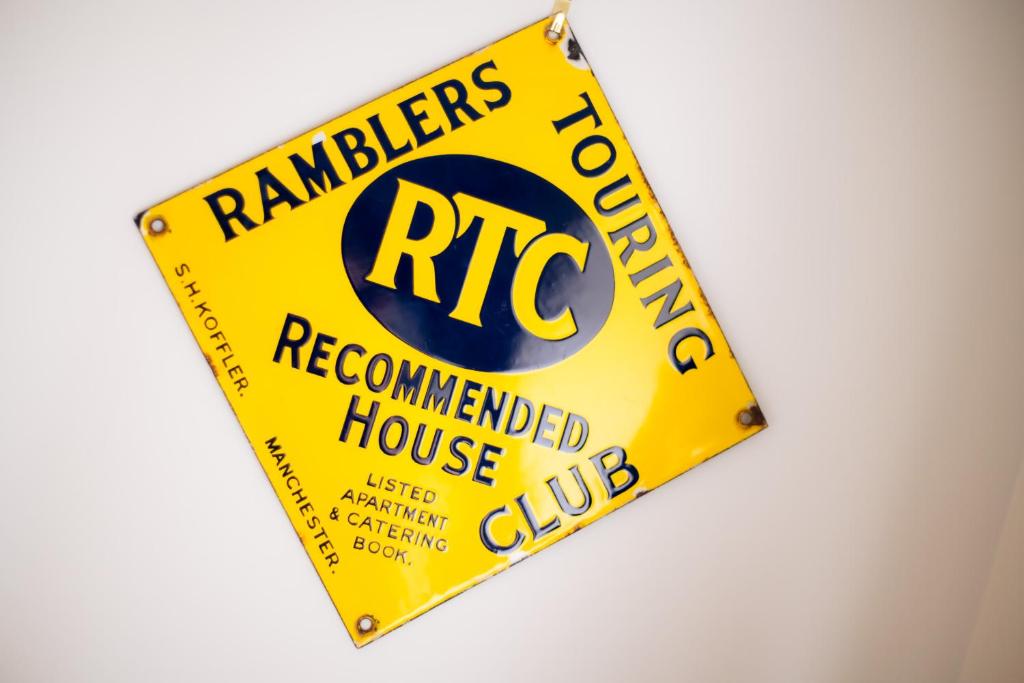 RAMBLERS
TOURING
RTC
RECOMMENDED
HOUSE
CLUB
LISTED
APARTMENT
& CATERING
BOOK.
S.H.KOFFLER.
MANCHESTER.